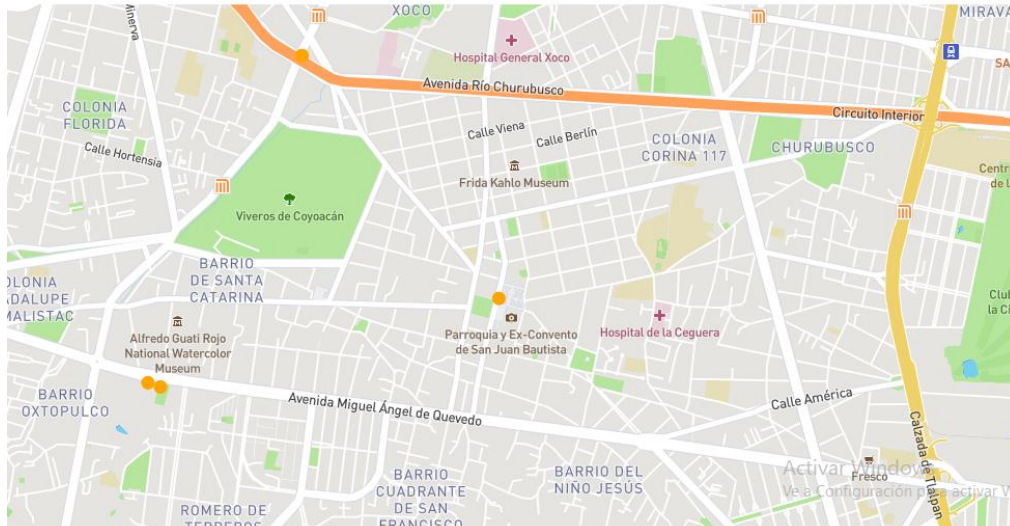 Minerva
XOCO
MIRAVA
Hospital General Xoco
SA
Avenida Río Churubusco
COLONIA
FLORIDA
Circuito Interior
Calle Viena
Calle Berlín
COLONIA
CORINA 117
CHURUBUSCO
Calle Hortensia
Frida Kahlo Museum
Centr
de l
Viveros de Coyoacán
BARRIO
DE SANTA
CATARINA
OLONIA
ADALUPE
MALISTAC
Club
la Ci
Alfredo Guati Rojo
National Watercolor
Museum
Parroquia y Ex-Convento
de San Juan Bautista
Hospital de la Ceguera
BARRIO
OXTOPULCO
Avenida Miguel Ángel de Quevedo
Calle América
Calzada de Tlalpan
BARRIO
CUADRANTE
DE SAN
FRANCISCO
BARRIO DEL
NIÑO JESÚS
Fresco
Activar Windows
Ve a Configuración para activar W
ROMERO DE
TERREROS